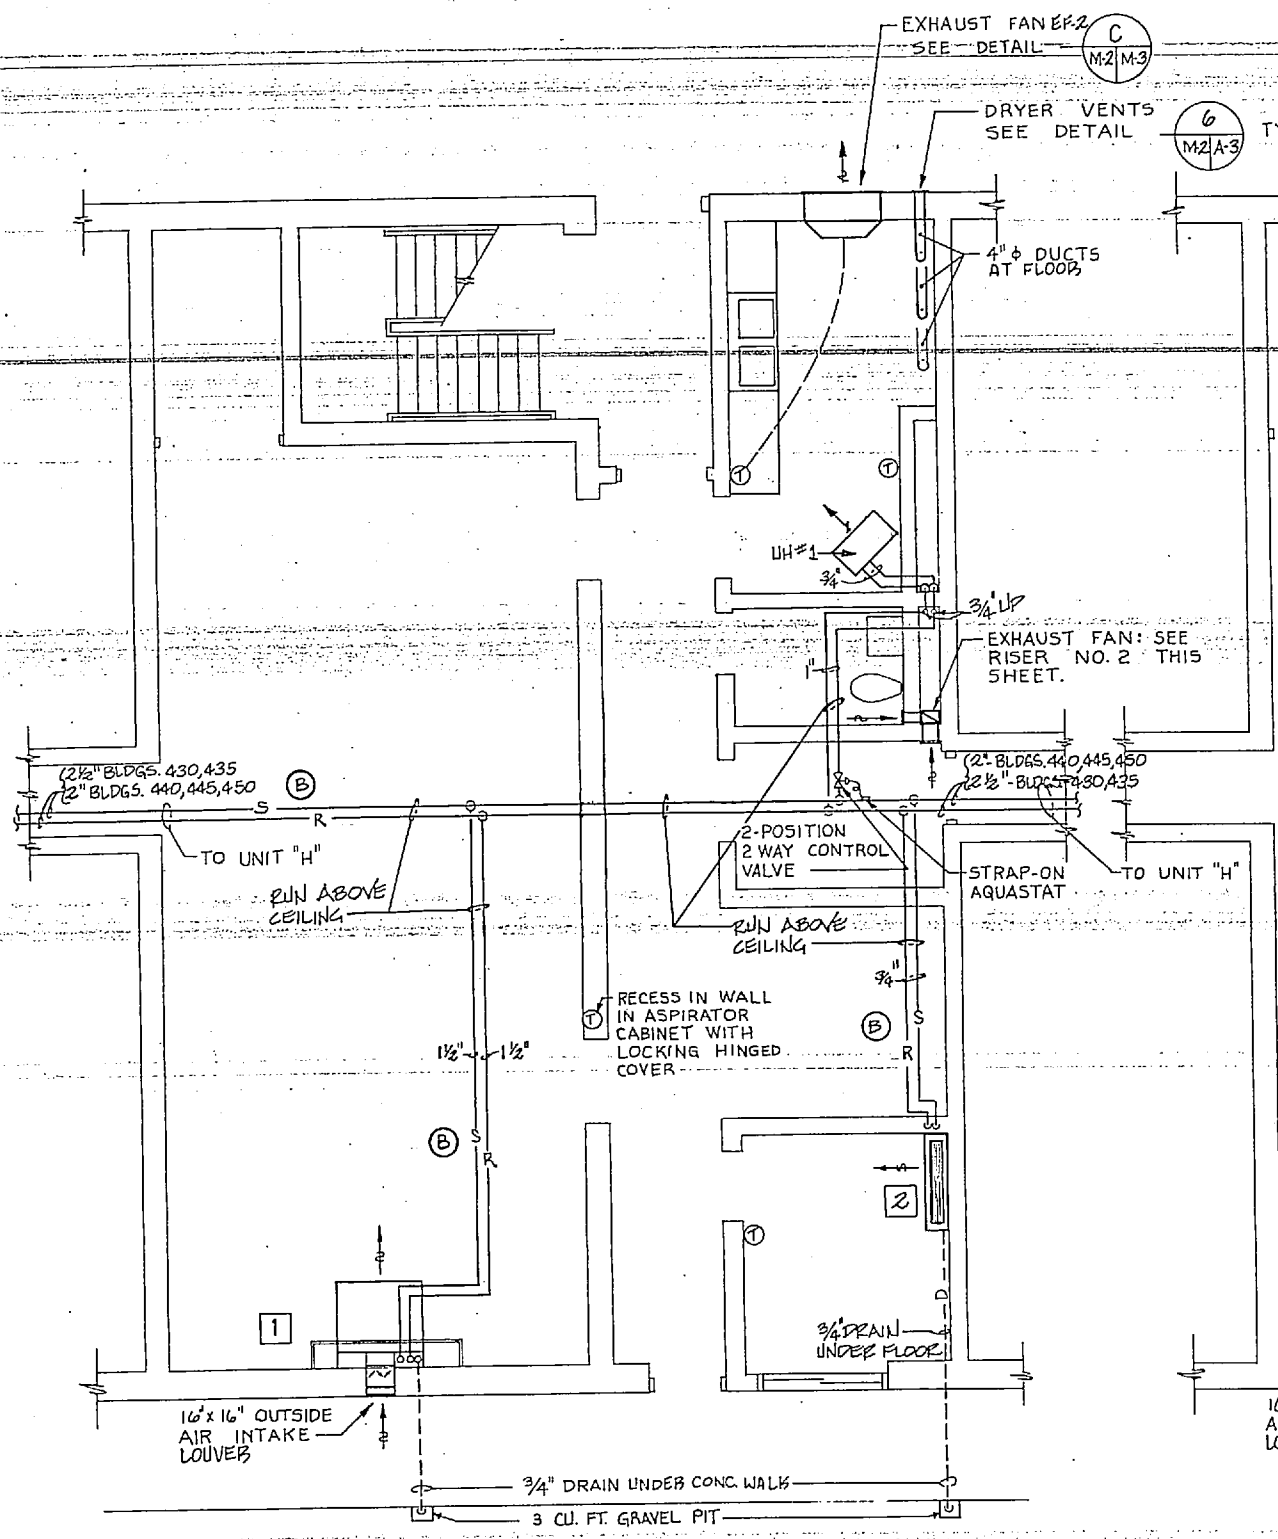 EXHAUST FAN EF-2
SEE DETAIL
C
M-2 M-3
DRYER VENTS
SEE DETAIL
6
M-2 A-3
TY
4" ϕ DUCTS
AT FLOOR
T
T
UH#1
3/4"
3/4" UP
EXHAUST FAN: SEE
RISER NO. 2 THIS
SHEET.
1"
(2½" BLDGS. 430,435
(2" BLDGS. 440,445,450
B
S
R
TO UNIT "H"
RUN ABOVE
CEILING
(2"- BLDGS. 440,445,450
(2½"- BLDGS. 430,435
2-POSITION
2 WAY CONTROL
VALVE
STRAP-ON
AQUASTAT
TO UNIT "H"
RUN ABOVE
CEILING
3/4"
B
S
R
T
RECESS IN WALL
IN ASPIRATOR
CABINET WITH
LOCKING HINGED
COVER
1½" 1½"
B
S
R
2
T
D
1
3/4" DRAIN
UNDER FLOOR
16" x 16" OUTSIDE
AIR INTAKE
LOUVER
16
A
LO
3/4" DRAIN UNDER CONC. WALK
3 CU. FT. GRAVEL PIT